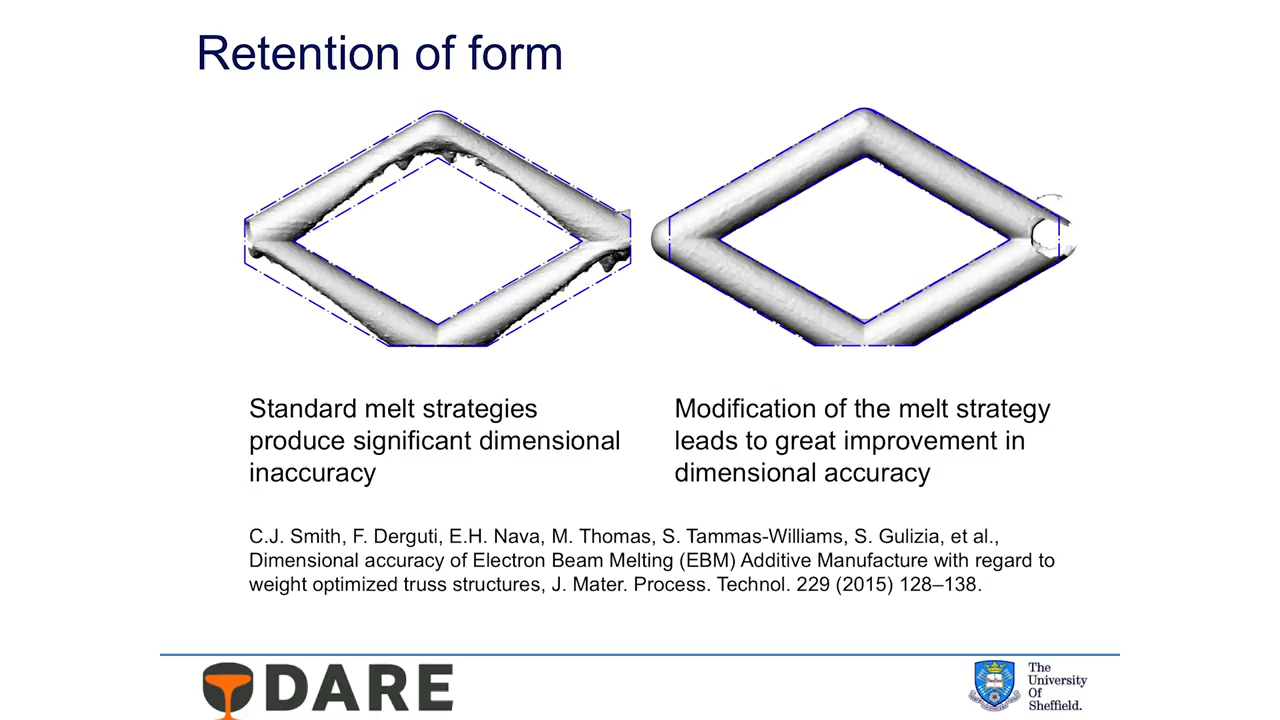 Retention of form
Standard melt strategies
produce significant dimensional
inaccuracy
Modification of the melt strategy
leads to great improvement in
dimensional accuracy
C.J. Smith, F. Derguti, E.H. Nava, M. Thomas, S. Tammas-Williams, S. Gulizia, et al.,
Dimensional accuracy of Electron Beam Melting (EBM) Additive Manufacture with regard to
weight optimized truss structures, J. Mater. Process. Technol. 229 (2015) 128–138.
DARE
The
University
Of
Sheffield.